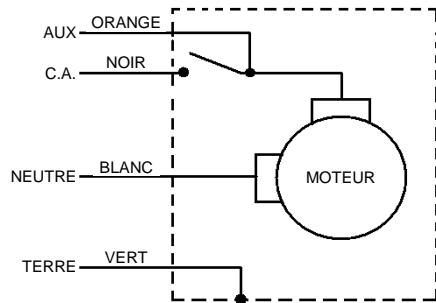 AUX ORANGE
C.A. NOIR
NEUTRE BLANC
MOTEUR
TERRE VERT